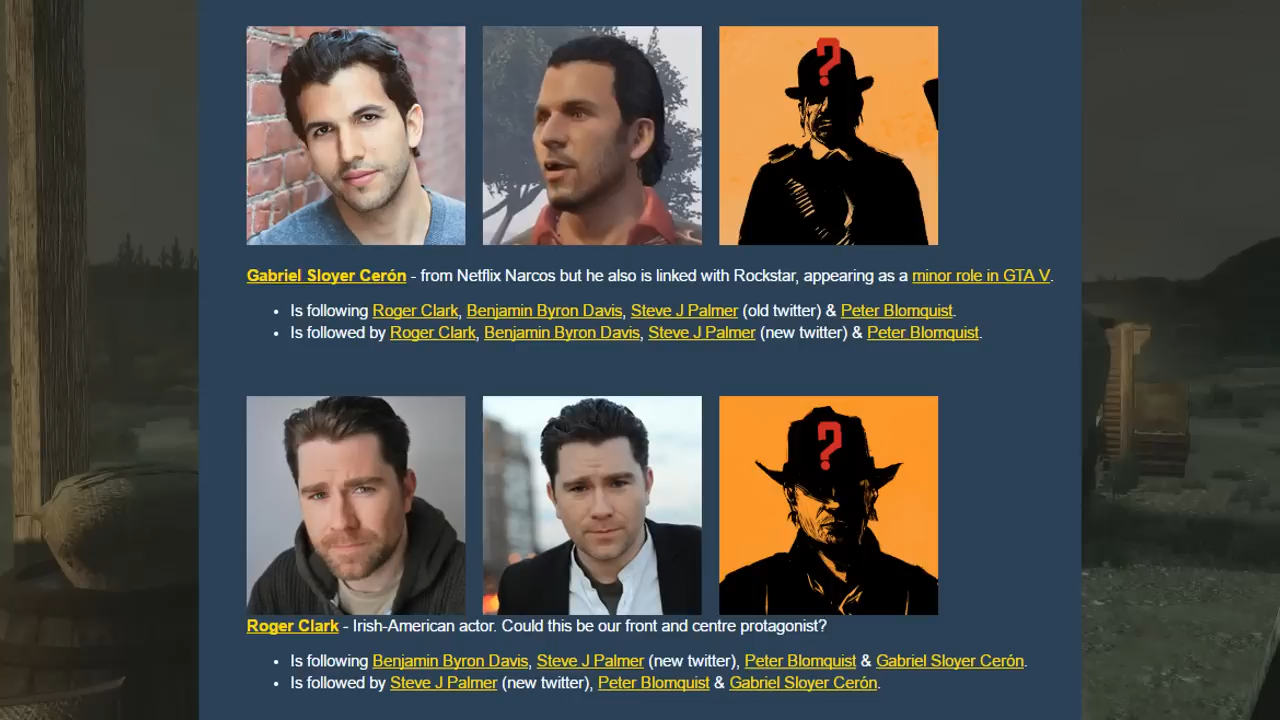 ?
Gabriel Sloyer Cerón - from Netflix Narcos but he also is linked with Rockstar, appearing as a minor role in GTA V.
• Is following Roger Clark, Benjamin Byron Davis, Steve J Palmer (old twitter) & Peter Blomquist.
• Is followed by Roger Clark, Benjamin Byron Davis, Steve J Palmer (new twitter) & Peter Blomquist.
?
Roger Clark - Irish-American actor. Could this be our front and centre protagonist?
• Is following Benjamin Byron Davis, Steve J Palmer (new twitter), Peter Blomquist & Gabriel Sloyer Cerón.
• Is followed by Steve J Palmer (new twitter), Peter Blomquist & Gabriel Sloyer Cerón.